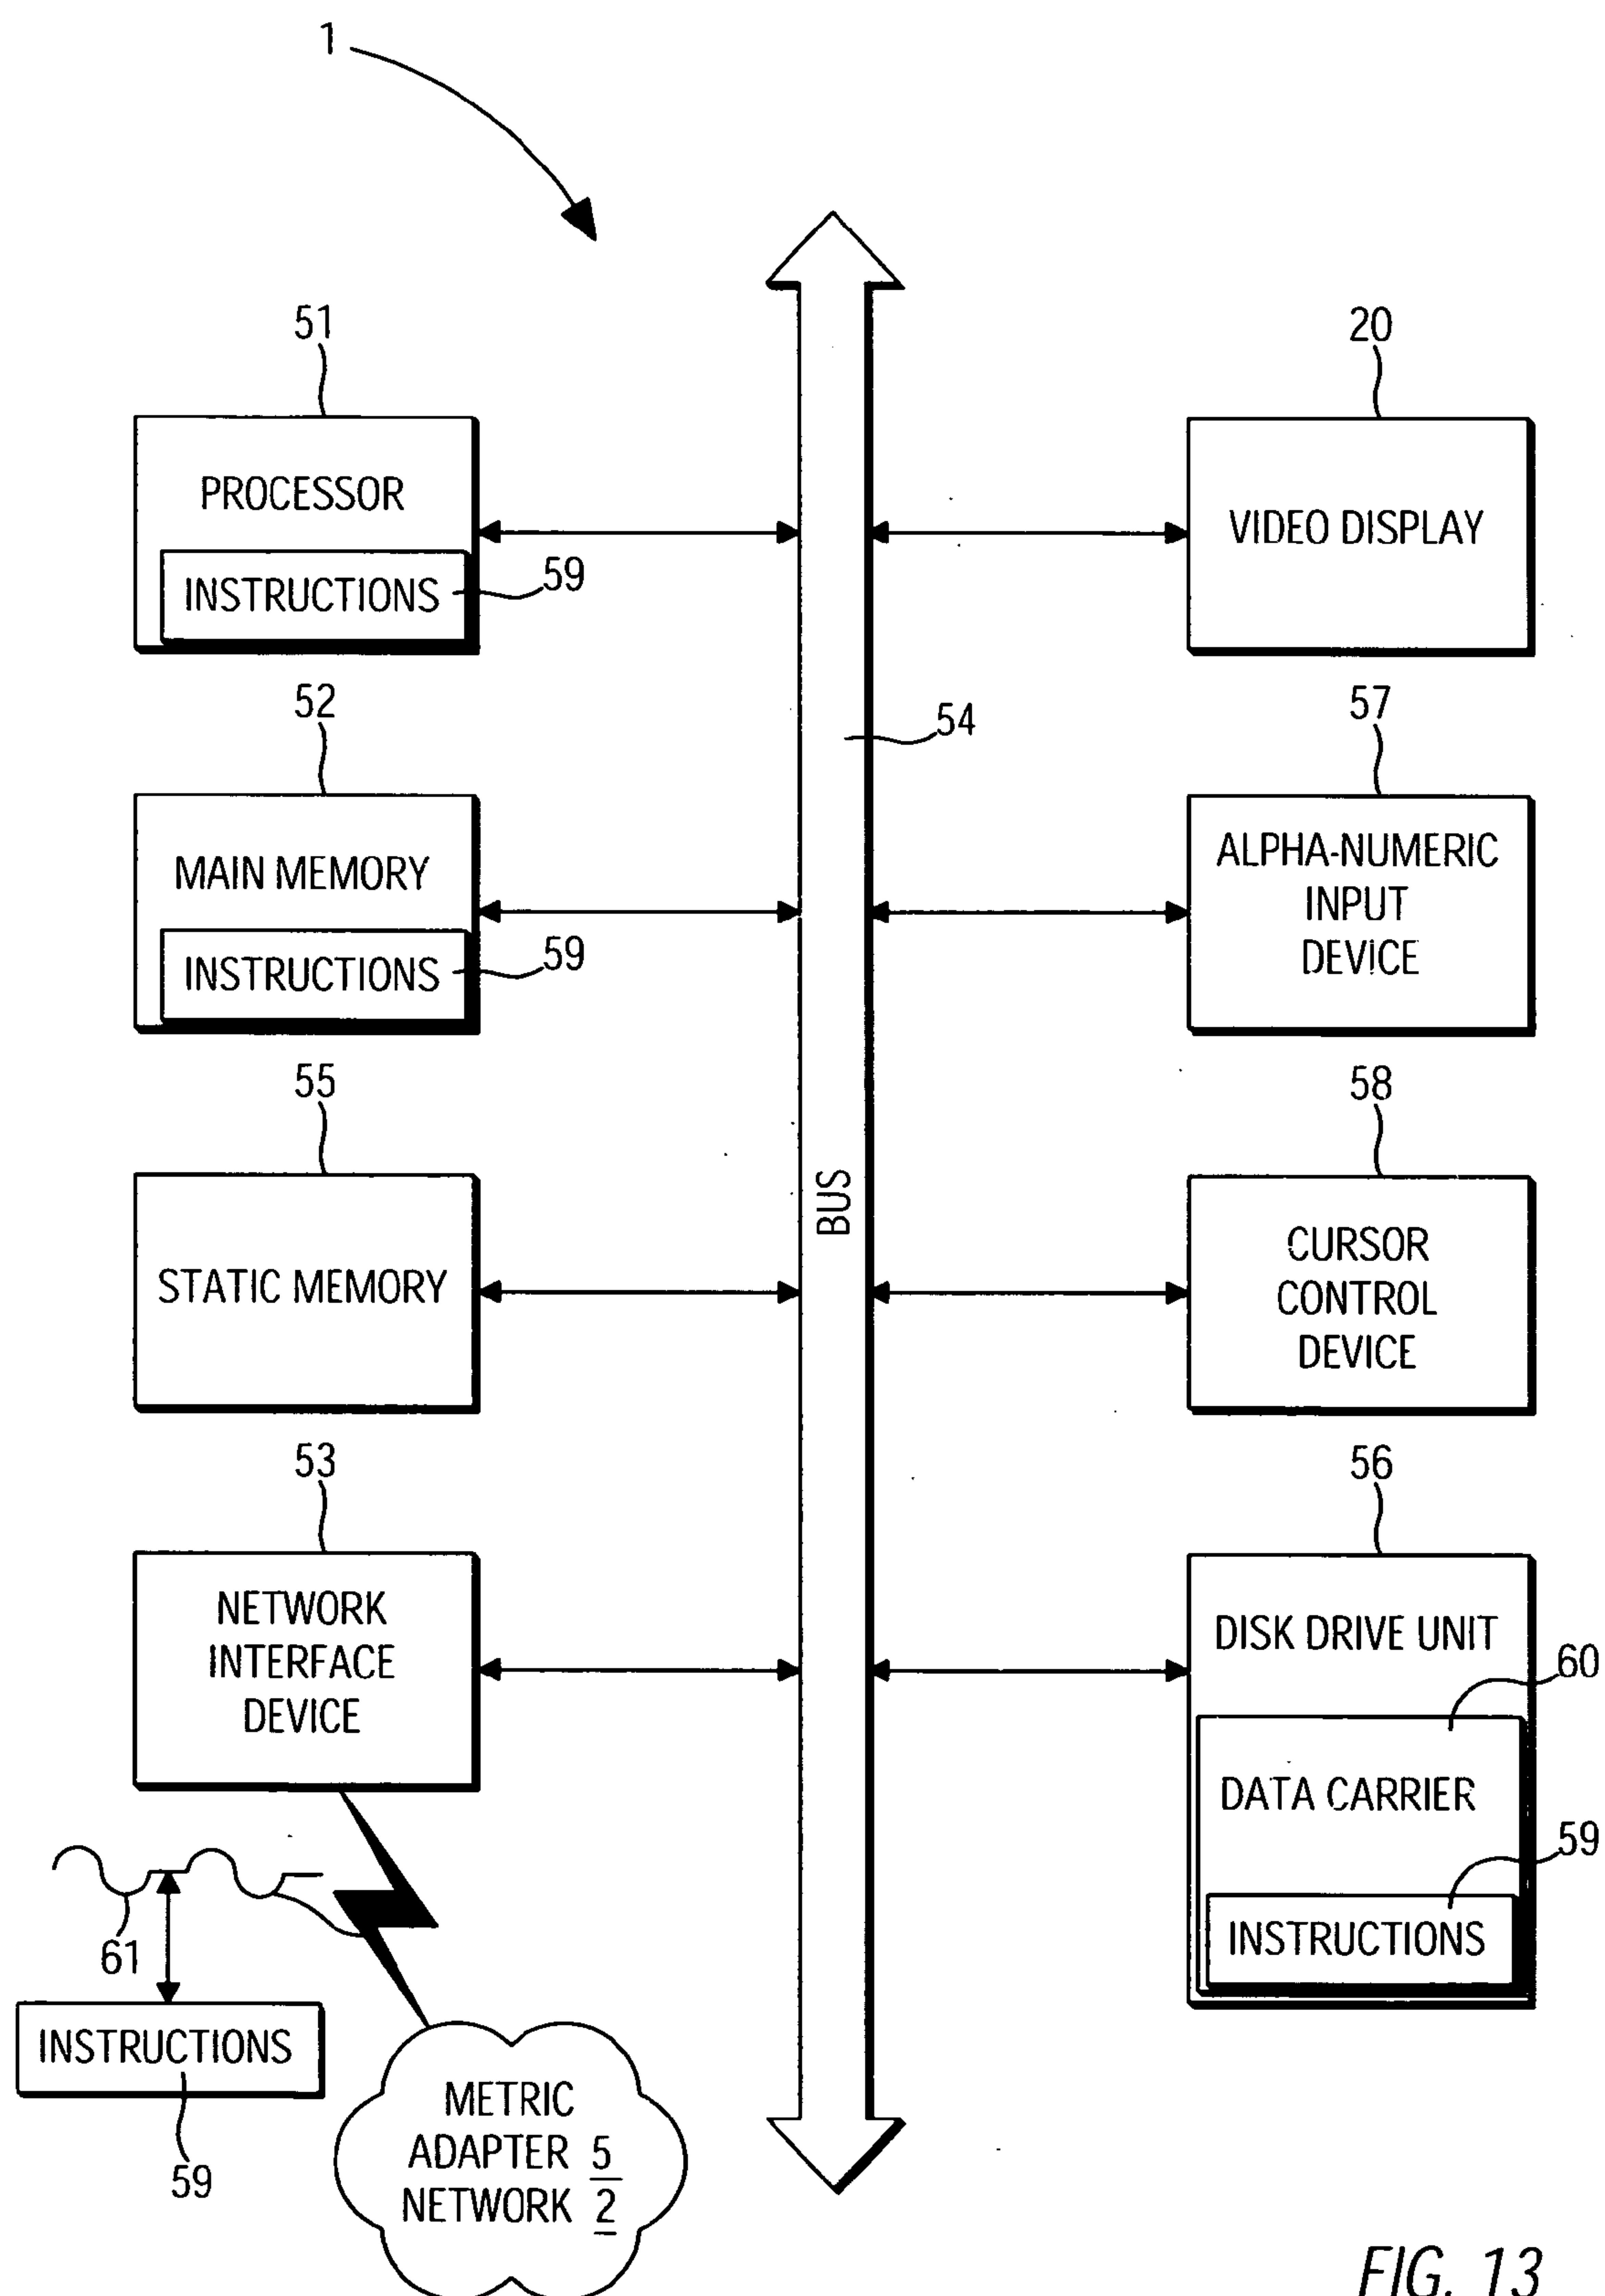 1
51
PROCESSOR
INSTRUCTIONS
59
20
VIDEO DISPLAY
52
MAIN MEMORY
INSTRUCTIONS
59
54
57
ALPHA-NUMERIC
INPUT
DEVICE
55
STATIC MEMORY
BUS
58
CURSOR
CONTROL
DEVICE
53
NETWORK
INTERFACE
DEVICE
56
DISK DRIVE UNIT
60
DATA CARRIER
59
INSTRUCTIONS
61
INSTRUCTIONS
59
METRIC
ADAPTER 5
NETWORK 2
FIG. 13